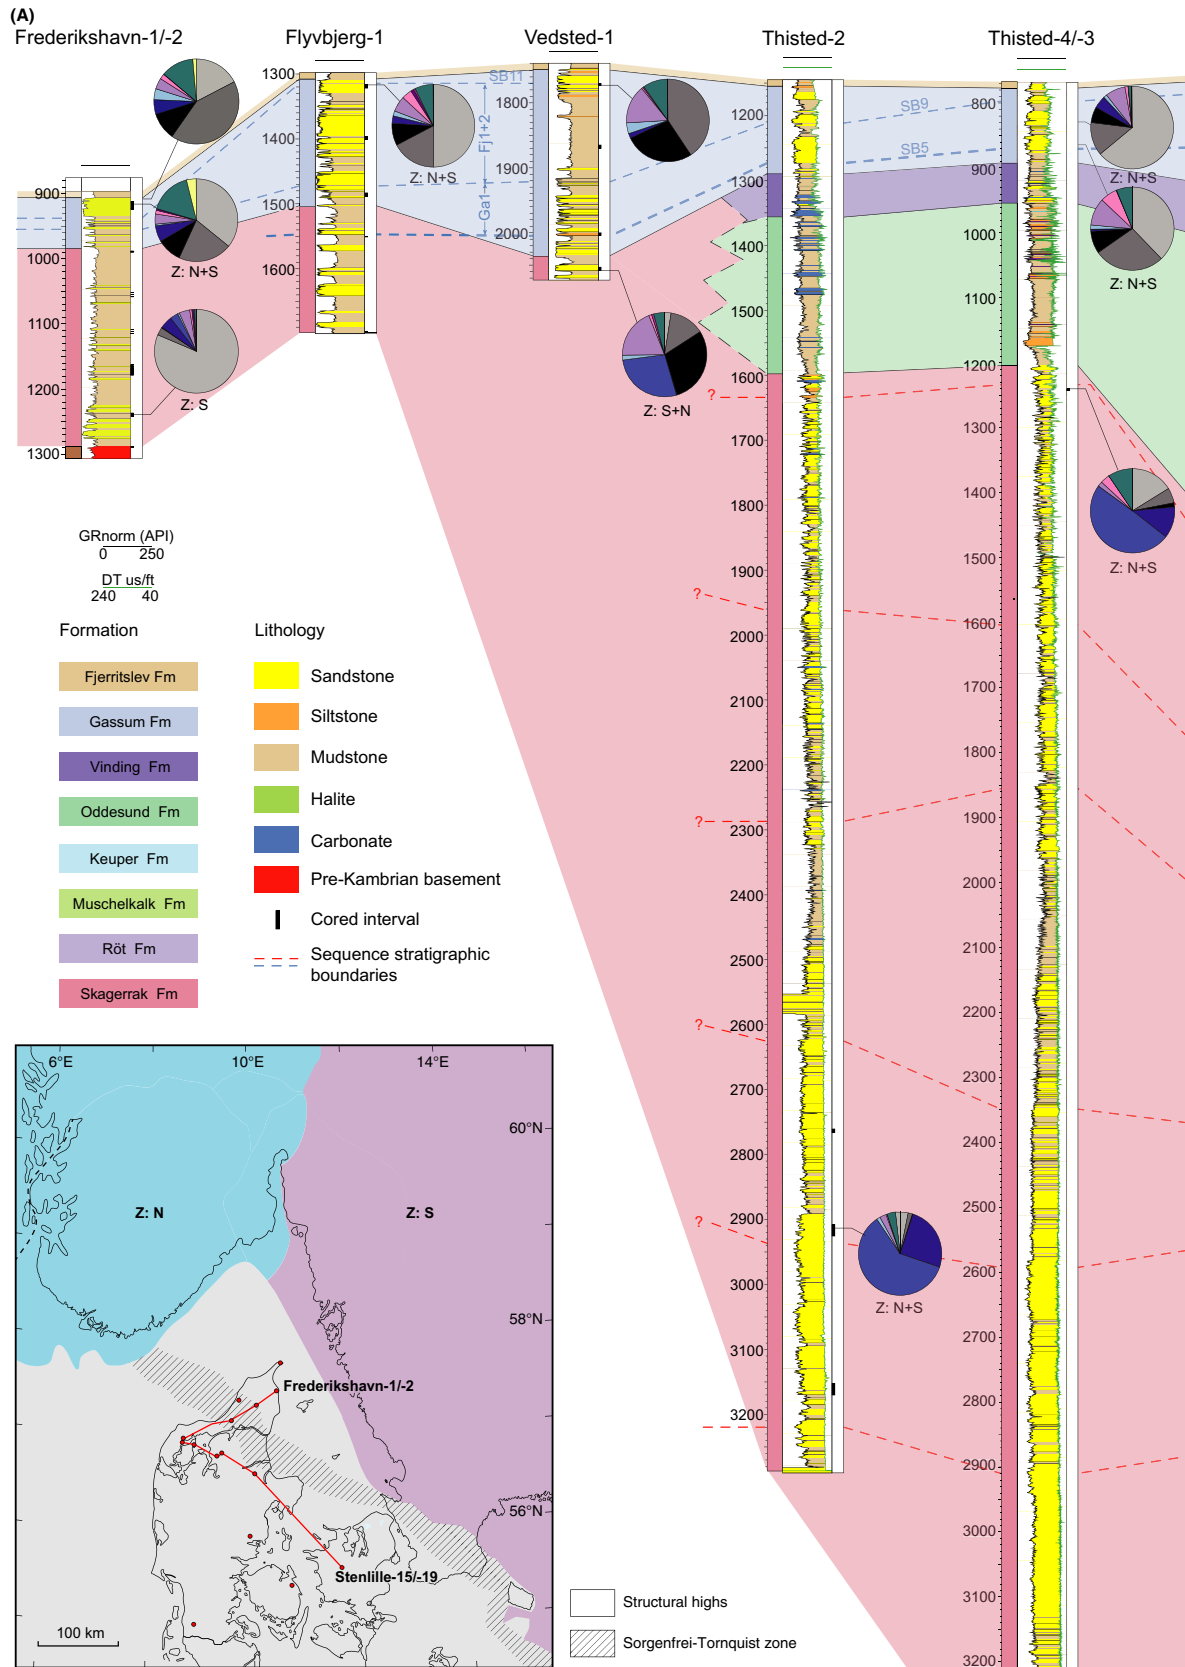 (A)
Frederikshavn-1/-2
Flyvbjerg-1
Vedsted-1
Thisted-2
Thisted-4/-3
900
1000
1100
1200
1300
Z: N+S
Z: S
1300
1400
1500
1600
Z: N+S
SB11
Fj1+2
Ga1
1800
1900
2000
Z: S+N
1200
1300
1400
1500
1600
1700
1800
1900
2000
2100
2200
2300
2400
2500
2600
2700
2800
2900
3000
3100
3200
?
?
?
?
?
Z: N+S
SB9
SB5
800
900
1000
1100
1200
1300
1400
1500
1600
1700
1800
1900
2000
2100
2200
2300
2400
2500
2600
2700
2800
2900
3000
3100
3200
Z: N+S
Z: N+S
Z: N+S
GRnorm (API)
0 250
DT us/ft
240 40
Formation
Fjerritslev Fm
Gassum Fm
Vinding Fm
Oddesund Fm
Keuper Fm
Muschelkalk Fm
Röt Fm
Skagerrak Fm
Lithology
Sandstone
Siltstone
Mudstone
Halite
Carbonate
Pre-Kambrian basement
Cored interval
Sequence stratigraphic
boundaries
6°E
10°E
14°E
60°N
58°N
56°N
Z: N
Z: S
Frederikshavn-1/-2
Stenlille-15/-19
100 km
Structural highs
Sorgenfrei-Tornquist zone